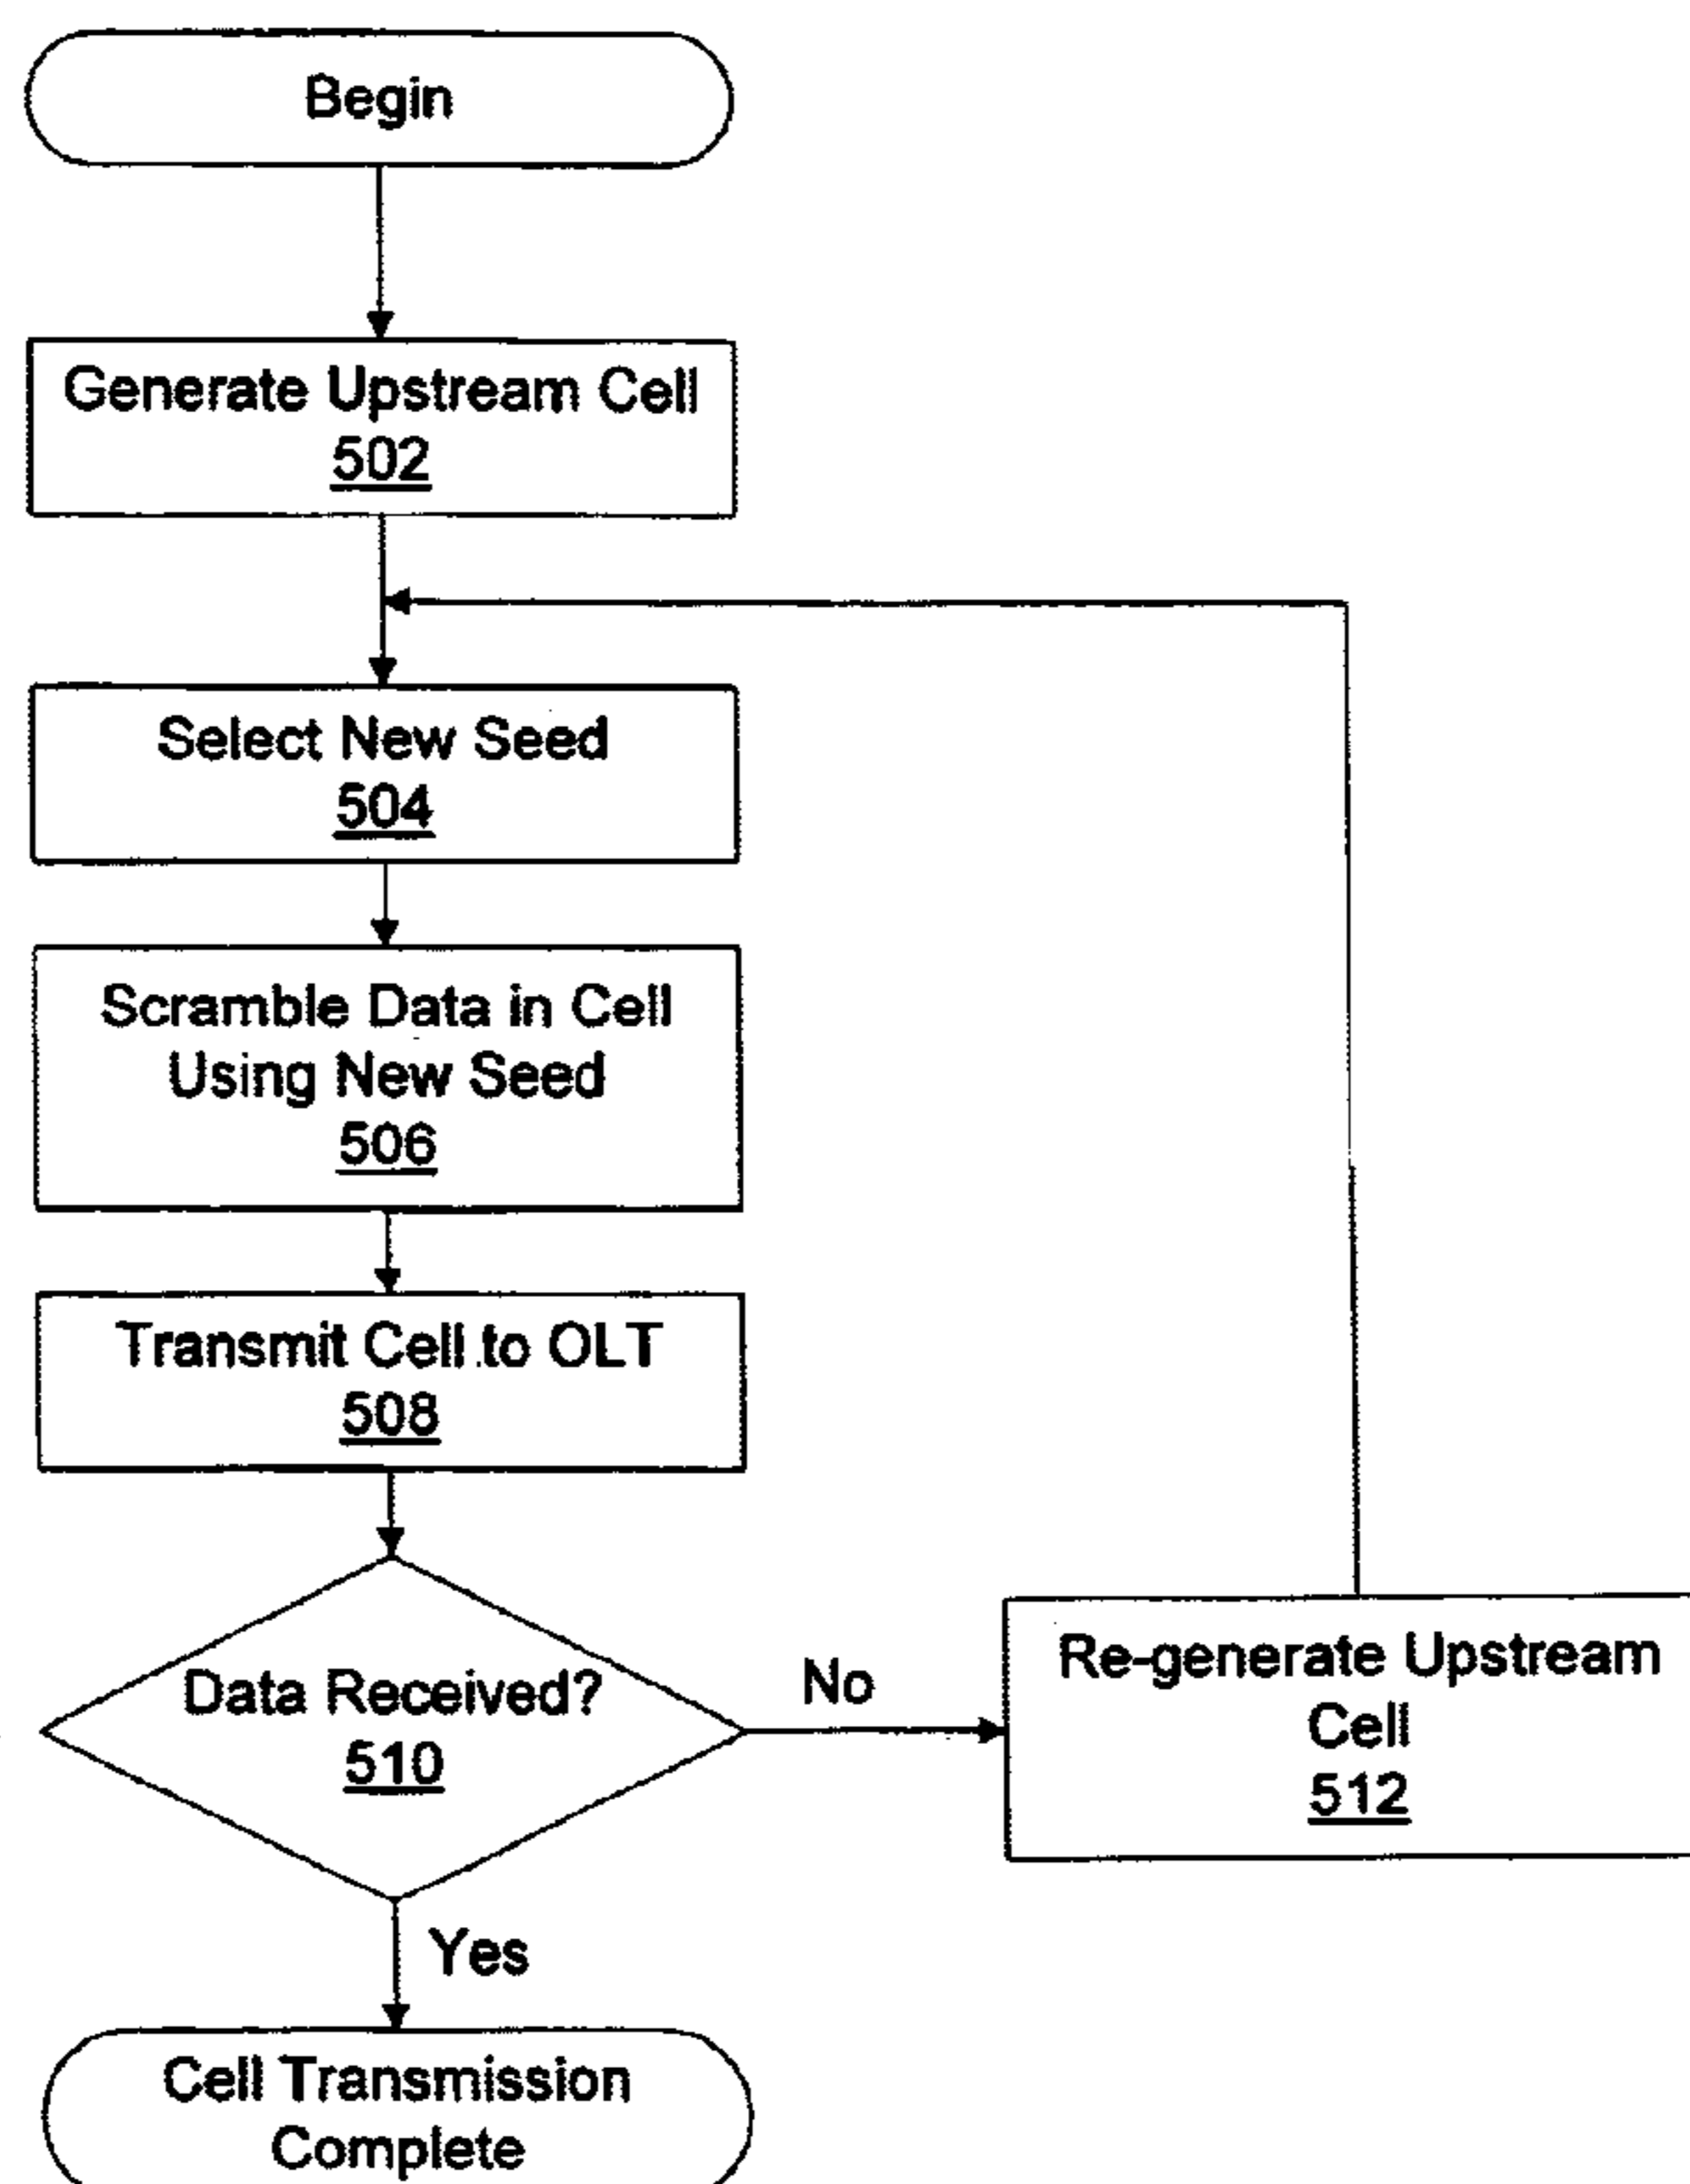 Begin
Generate Upstream Cell
502
Select New Seed
504
Scramble Data in Cell
Using New Seed
506
Transmit Cell to OLT
508
Data Received?
510
No
Re-generate Upstream
Cell
512
Yes
Cell Transmission
Complete